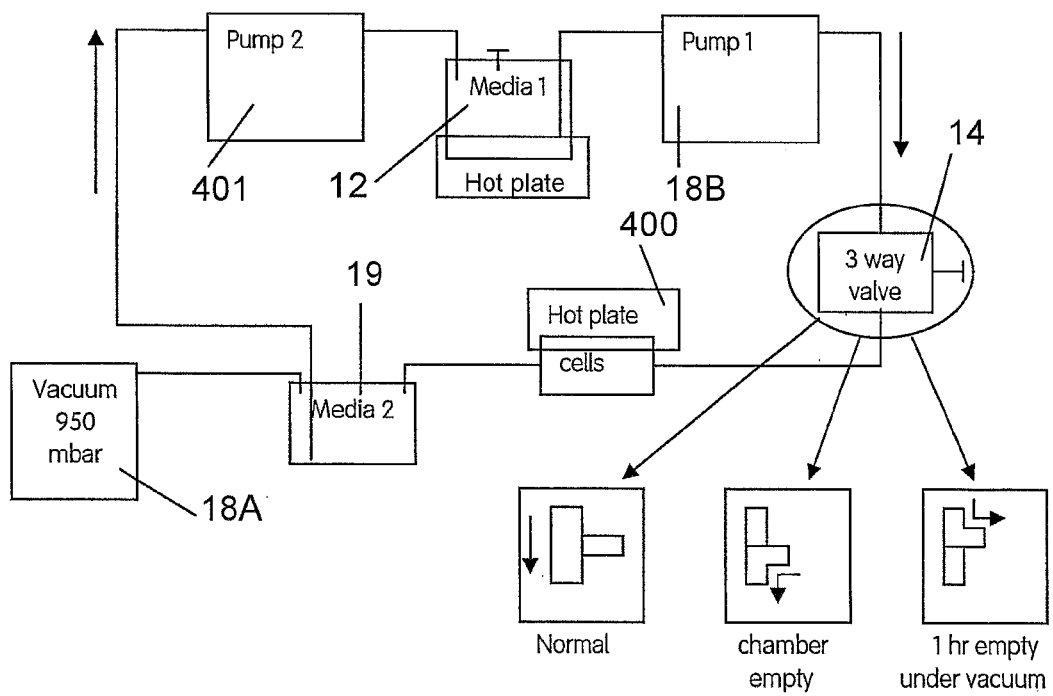 Pump 2
Media 1
Pump 1
401
12
Hot plate
18B
14
400
3 way
valve
19
Hot plate
cells
Vacuum
950
mbar
Media 2
18A
Normal
chamber
empty
1 hr empty
under vacuum